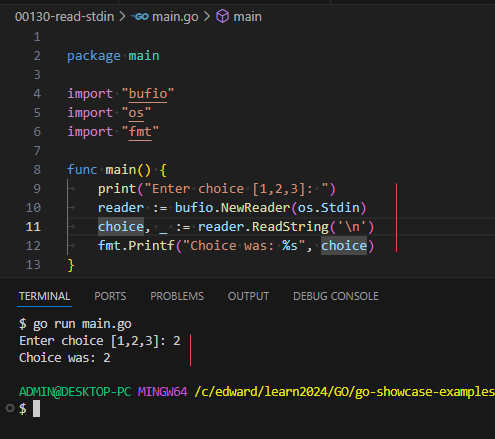 00130-read-stdin > main.go > main
1
2 package main
3
4 import "bufio"
5 import "os"
6 import "fmt"
7
8 func main() {
9 print("Enter choice [1,2,3]: ")
10 reader := bufio.NewReader(os.Stdin)
11 choice, _ := reader.ReadString('\n')
12 fmt.Printf("Choice was: %s", choice)
13 }
TERMINAL PORTS PROBLEMS OUTPUT DEBUG CONSOLE
$ go run main.go
Enter choice [1,2,3]: 2
Choice was: 2
ADMIN@DESKTOP-PC MINGW64 /c/edward/learn2024/GO/go-showcase-examples
$